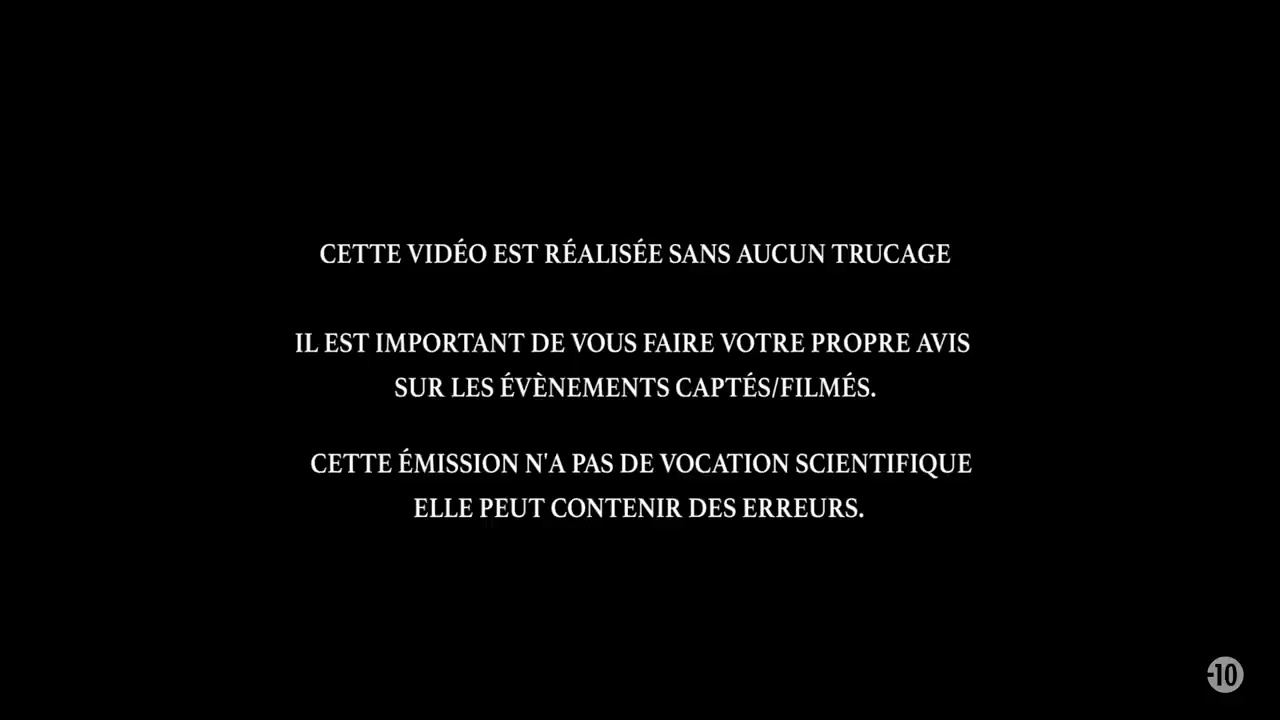 CETTE VIDÉO EST RÉALISÉE SANS AUCUN TRUCAGE
IL EST IMPORTANT DE VOUS FAIRE VOTRE PROPRE AVIS
SUR LES ÉVÈNEMENTS CAPTÉS/FILMÉS.
CETTE ÉMISSION N'A PAS DE VOCATION SCIENTIFIQUE
ELLE PEUT CONTENIR DES ERREURS.
-10